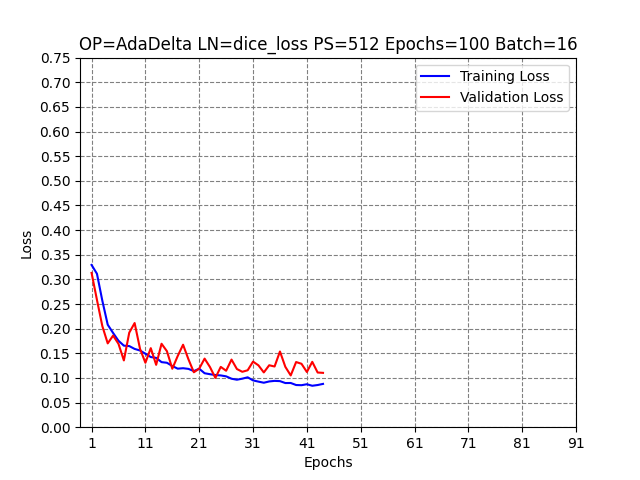 OP=AdaDelta LN=dice_loss PS=512 Epochs=100 Batch=16
Training Loss
Validation Loss
0.75
0.70
0.65
0.60
0.55
0.50
0.45
0.40
0.35
0.30
0.25
0.20
0.15
0.10
0.05
0.00
Loss
1 11 21 31 41 51 61 71 81 91
Epochs